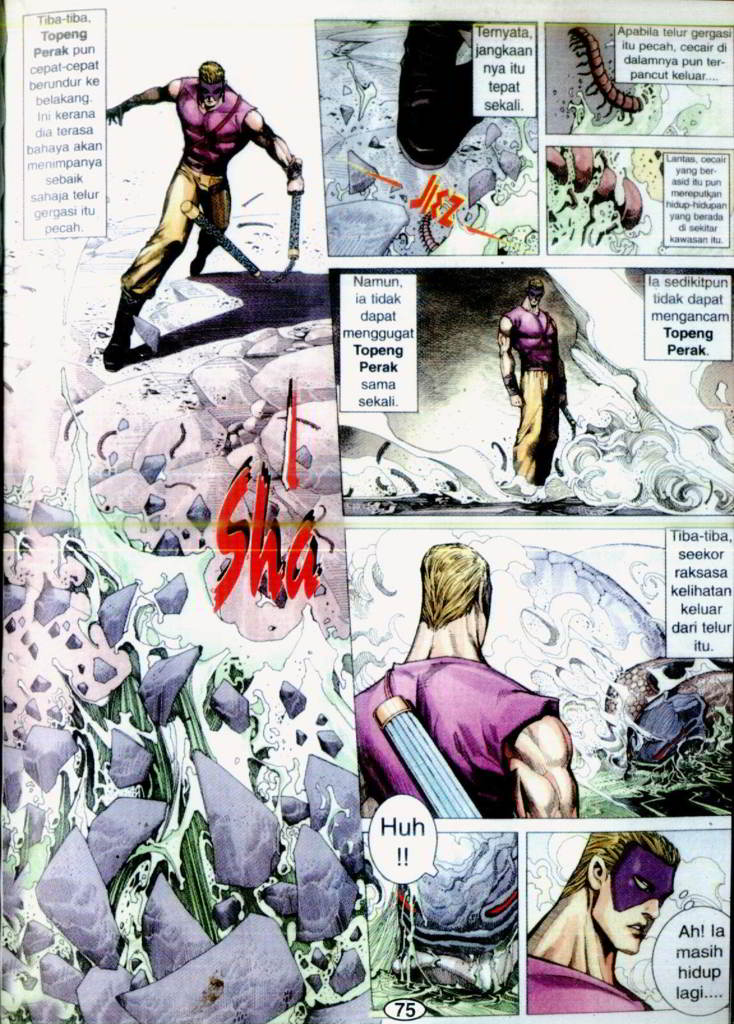 Tiba-tiba,
Topeng
Perak pun
cepat-cepat
berundur ke
belakang.
Ini kerana
dia terasa
bahaya akan
menimpanya
sebaik
sahaja telur
gergasi itu
pecah.
Ternyata,
jangkaan
nya itu
tepat
sekali.
JEZ
Apabila telur gergasi
itu pecah, cecair di
dalamnya pun ter-
pancut keluar....
Lantas, cecair
yang ber-
asid itu pun
mereputkan
hidup-hidupan
yang berada
di sekitar
kawasan itu.
Namun,
ia tidak
dapat
menggugat
Topeng
Perak
sama
sekali.
Ia sedikitpun
tidak dapat
mengancam
Topeng
Perak.
Sha
Tiba-tiba,
seekor
raksasa
kelihatan
keluar
dari telur
itu.
Huh
!!
Ah! Ia
masih
hidup
lagi....
75